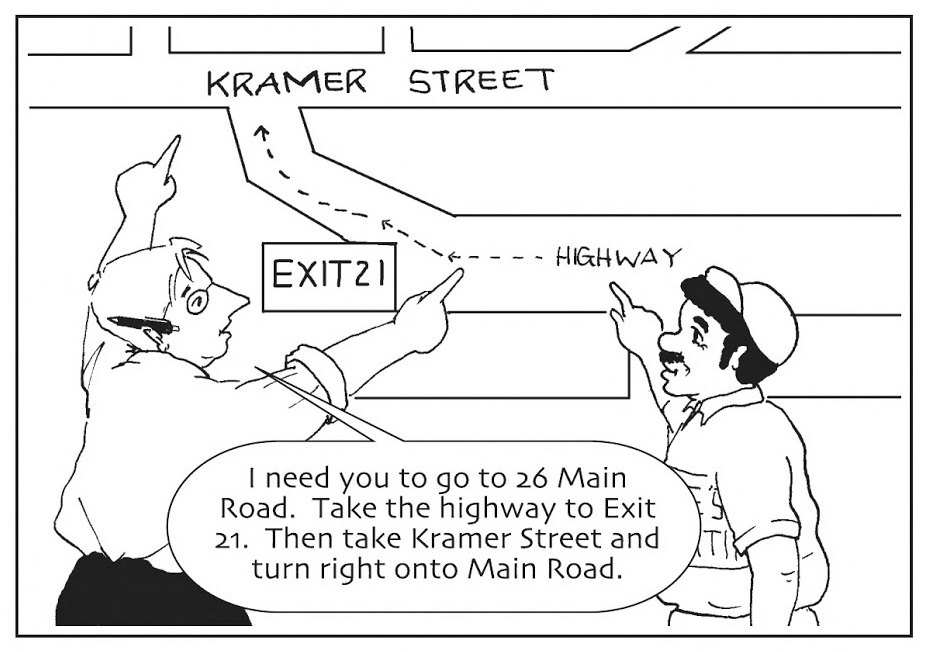 KRAMER STREET
HIGHWAY
EXIT 21
I need you to go to 26 Main
Road. Take the highway to Exit
21. Then take Kramer Street and
turn right onto Main Road.